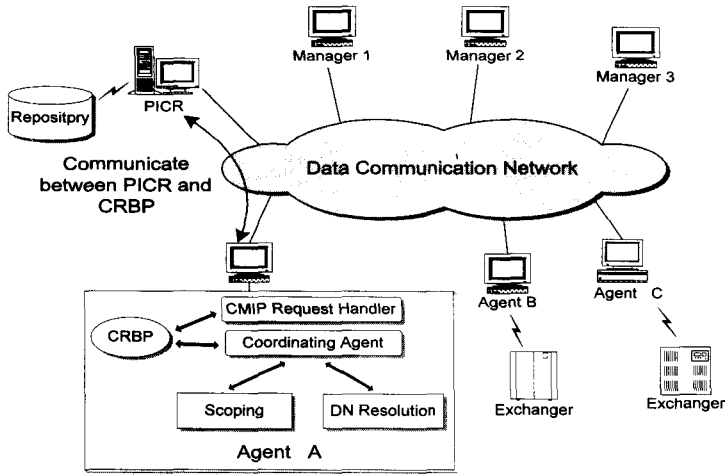 Manager 1
Manager 2
Manager 3
PICR
Repositpry
Communicate
between PICR and
CRBP
Data Communication Network
CMIP Request Handler
CRBP
Coordinating Agent
Scoping
DN Resolution
Agent A
Agent B
Agent C
Exchanger
Exchanger